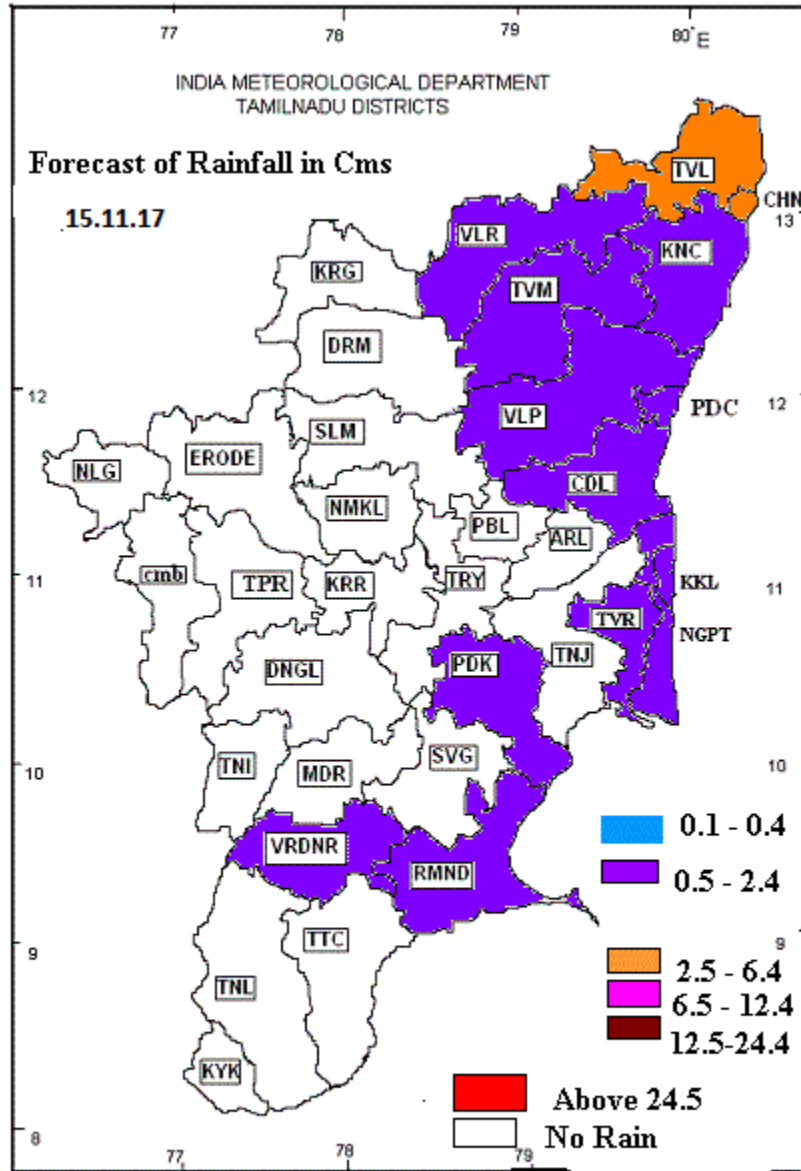 77 78 79 80°E
INDIA METEOROLOGICAL DEPARTMENT
TAMILNADU DISTRICTS
Forecast of Rainfall in Cms
15.11.17
TVL
CHN
13
VLR
KNC
KRG
TVM
DRM
12
12
VLP
PDC
SLM
ERODE
NLG
CDL
NMKL
PBL
ARL
11
cmb
TPR
KRR
TRY
KKL
11
TVR
NGPT
DNGL
PDK
TNJ
10
TNI
MDR
SVG
10
0.1 - 0.4
VRDNR
RMND
0.5 - 2.4
9
TTC
9
2.5 - 6.4
TNL
6.5 - 12.4
12.5-24.4
KYK
Above 24.5
No Rain
8
77 78 79